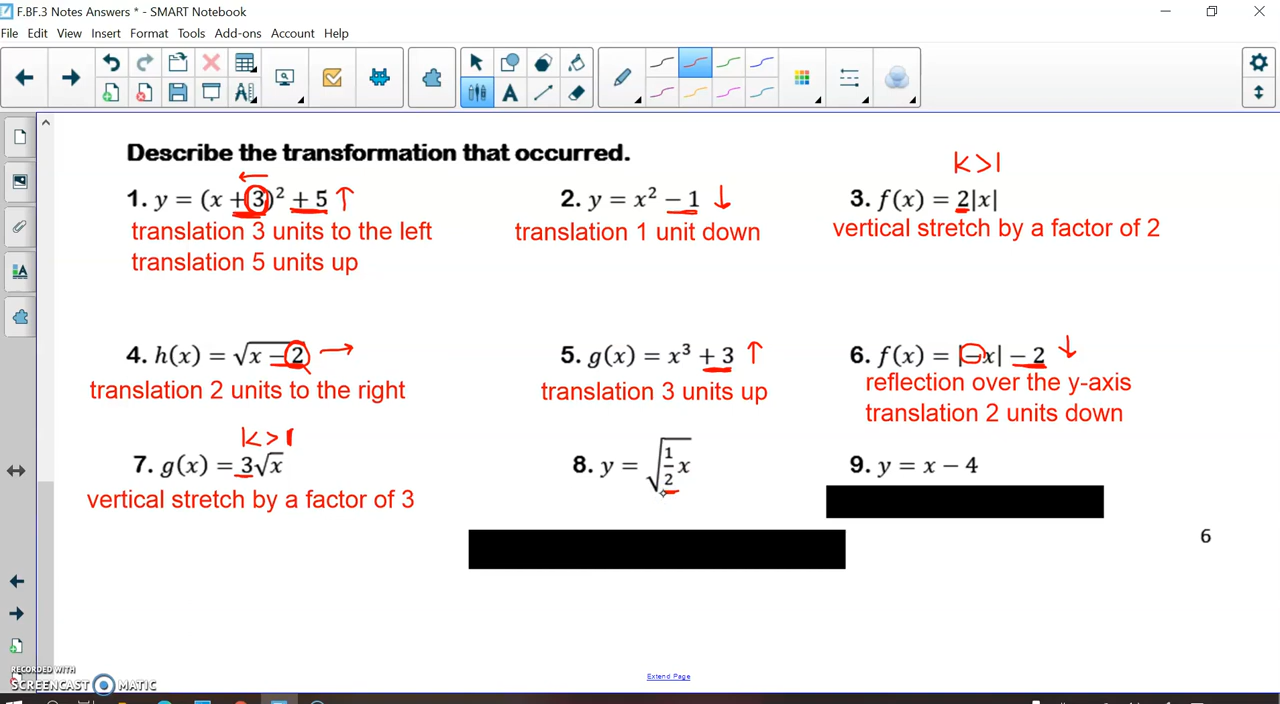 F.BF.3 Notes Answers * - SMART Notebook
File Edit View Insert Format Tools Add-ons Account Help
Describe the transformation that occurred.
k>1
1. y = (x + 3)² + 5 ↑
2. y = x² − 1 ↓
3. f(x) = 2|x|
translation 3 units to the left
translation 5 units up
translation 1 unit down
vertical stretch by a factor of 2
4. h(x) = √(x − 2) →
5. g(x) = x³ + 3 ↑
6. f(x) = |−x| − 2 ↓
translation 2 units to the right
translation 3 units up
reflection over the y-axis
translation 2 units down
k>1
7. g(x) = 3√x
8. y = √(1/2 x)
9. y = x − 4
vertical stretch by a factor of 3
6
RECORDED WITH
SCREENCAST MATIC
Extend Page